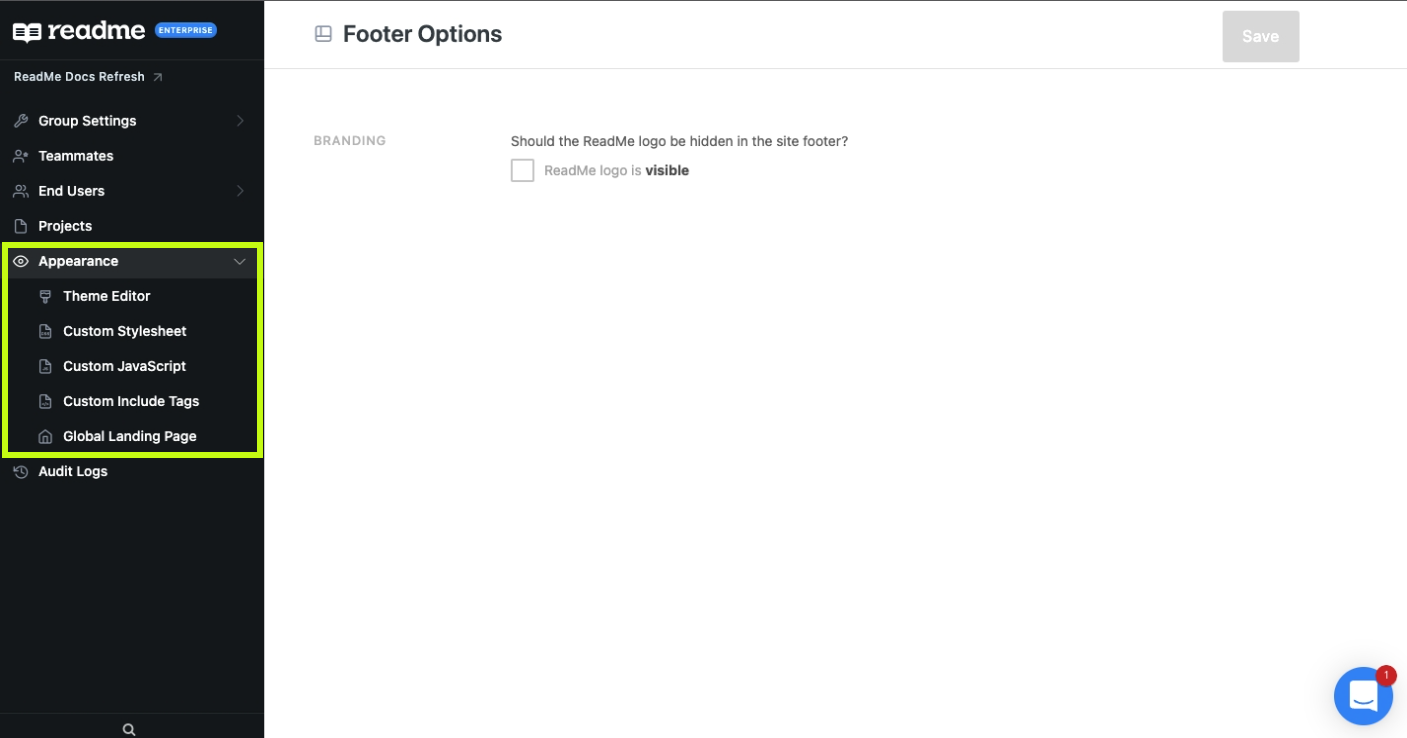 readme ENTERPRISE
ReadMe Docs Refresh
Group Settings
Teammates
End Users
Projects
Appearance
Theme Editor
Custom Stylesheet
Custom JavaScript
Custom Include Tags
Global Landing Page
Audit Logs
Footer Options
Save
BRANDING
Should the ReadMe logo be hidden in the site footer?
ReadMe logo is visible
1